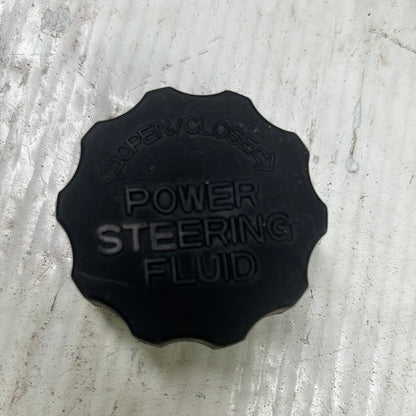 OPEN/CLOSE
POWER
STEERING
FLUID